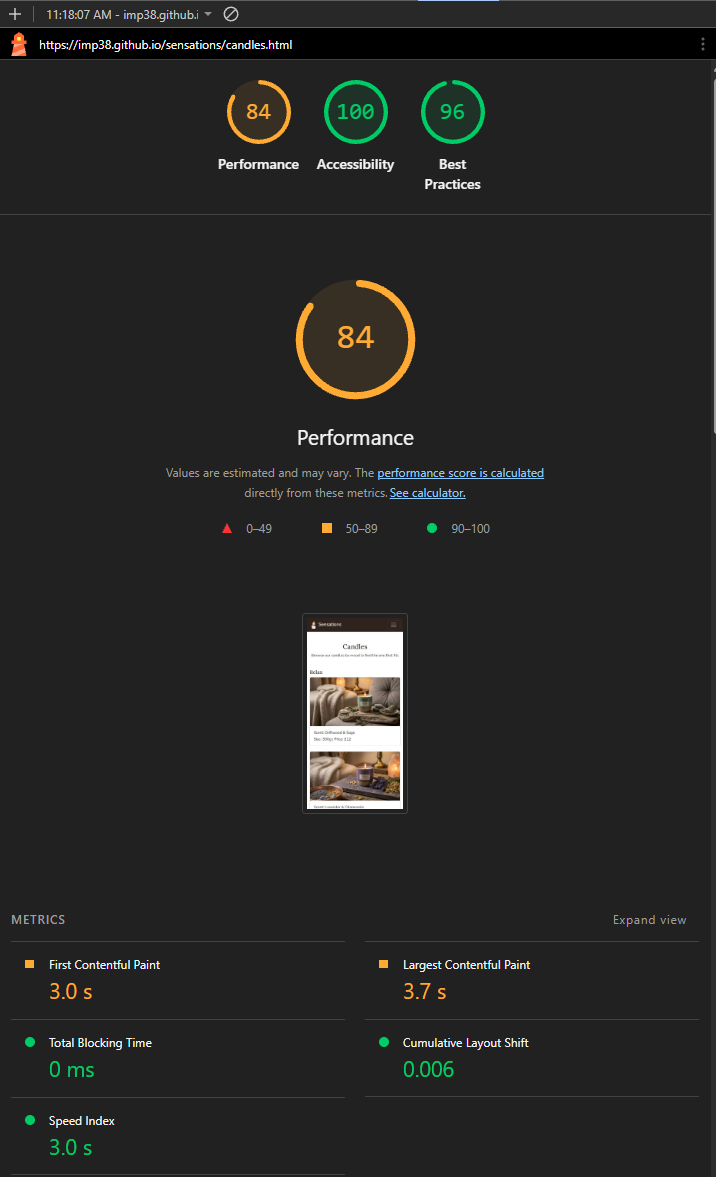 11:18:07 AM - imp38.github.i
https://imp38.github.io/sensations/candles.html
84
100
96
Performance
Accessibility
Best
Practices
84
Performance
Values are estimated and may vary. The performance score is calculated
directly from these metrics. See calculator.
0–49
50–89
90–100
Sensations
Candles
Relax
METRICS
Expand view
First Contentful Paint
3.0 s
Largest Contentful Paint
3.7 s
Total Blocking Time
0 ms
Cumulative Layout Shift
0.006
Speed Index
3.0 s